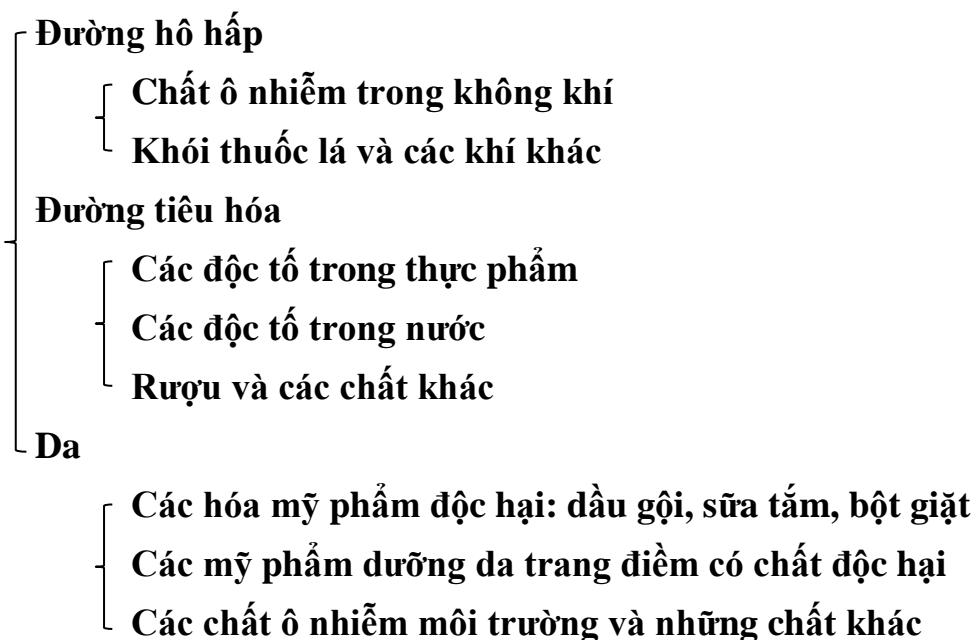 Đường hô hấp
Chất ô nhiễm trong không khí
Khói thuốc lá và các khí khác
Đường tiêu hóa
Các độc tố trong thực phẩm
Các độc tố trong nước
Rượu và các chất khác
Da
Các hóa mỹ phẩm độc hại: dầu gội, sữa tắm, bột giặt
Các mỹ phẩm dưỡng da trang điềm có chất độc hại
Các chất ô nhiễm môi trường và những chất khác